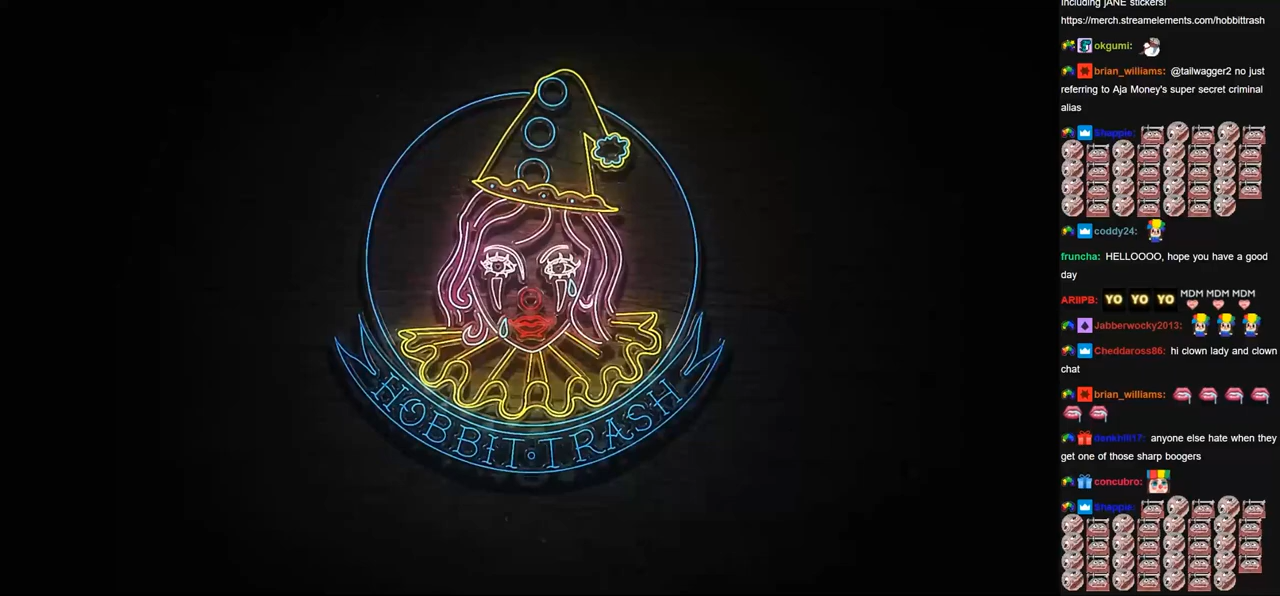 HOBBIT·TRASH
including jANE stickers!
https://merch.streamelements.com/hobbittrash
okgumi:
brian_williams: @tailwagger2 no just
referring to Aja Money's super secret criminal
alias
Shappie:
coddy24:
fruncha: HELLOOOO, hope you have a good
day
ARIIPB: YO YO YO MDM MDM MDM
Jabberwocky2013:
Cheddaross86: hi clown lady and clown
chat
brian_williams:
anyone else hate when they
get one of those sharp boogers
concubro:
Shappie: